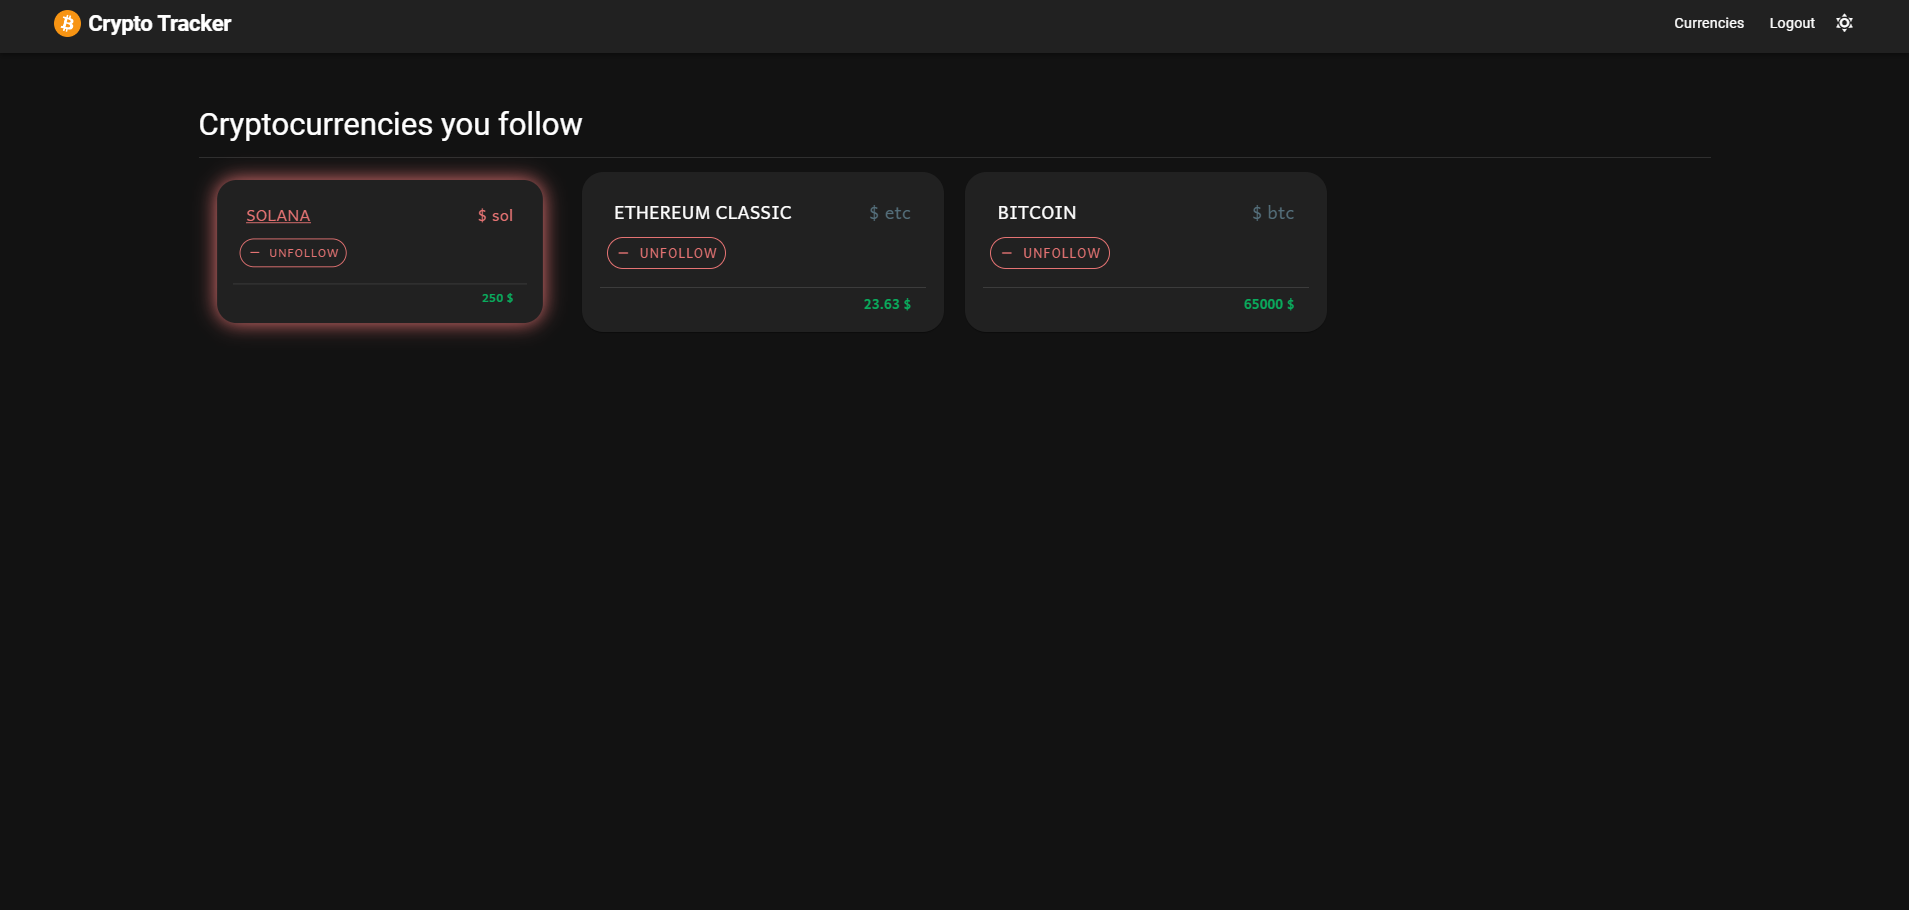 Crypto Tracker
Currencies
Logout
Cryptocurrencies you follow
SOLANA
$ sol
— UNFOLLOW
250 $
ETHEREUM CLASSIC
$ etc
— UNFOLLOW
23.63 $
BITCOIN
$ btc
— UNFOLLOW
65000 $